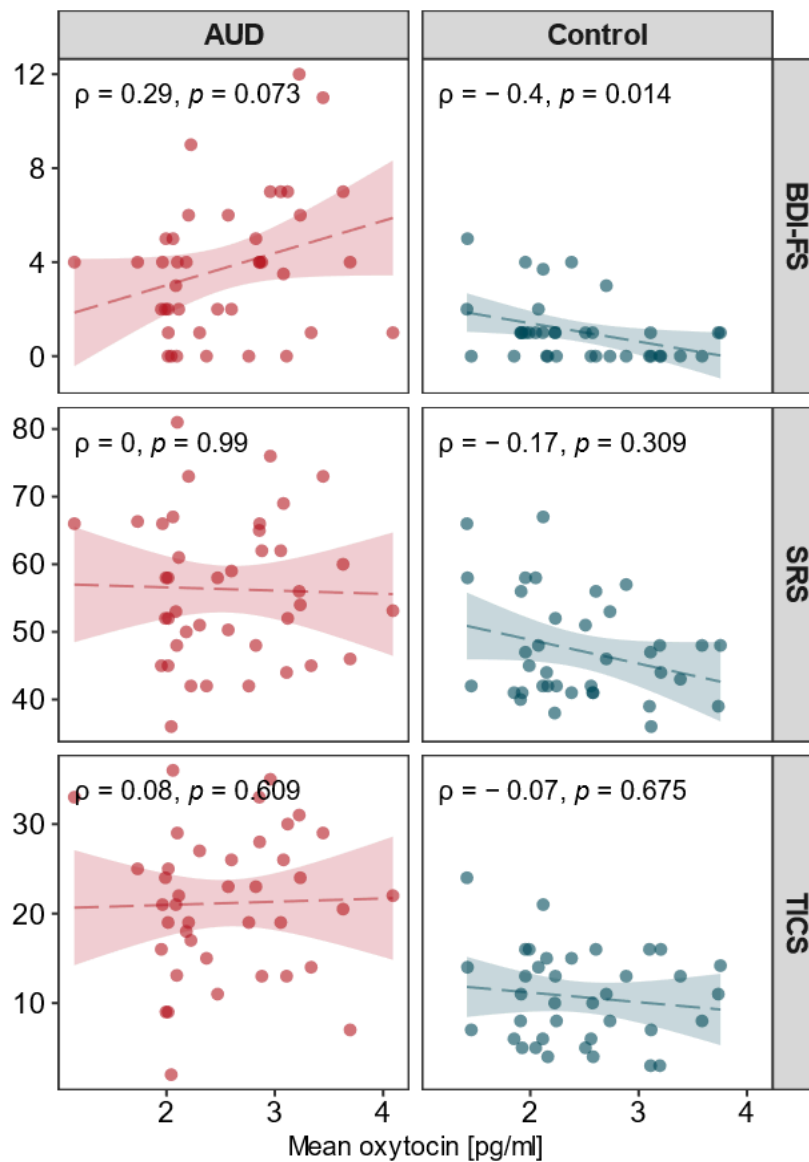 AUD
Control
ρ = 0.29, p = 0.073
ρ = − 0.4, p = 0.014
BDI-FS
12
8
4
0
ρ = 0, p = 0.99
ρ = − 0.17, p = 0.309
SRS
80
70
60
50
40
ρ = 0.08, p = 0.609
ρ = − 0.07, p = 0.675
TICS
30
20
10
2
3
4
2
3
4
Mean oxytocin [pg/ml]